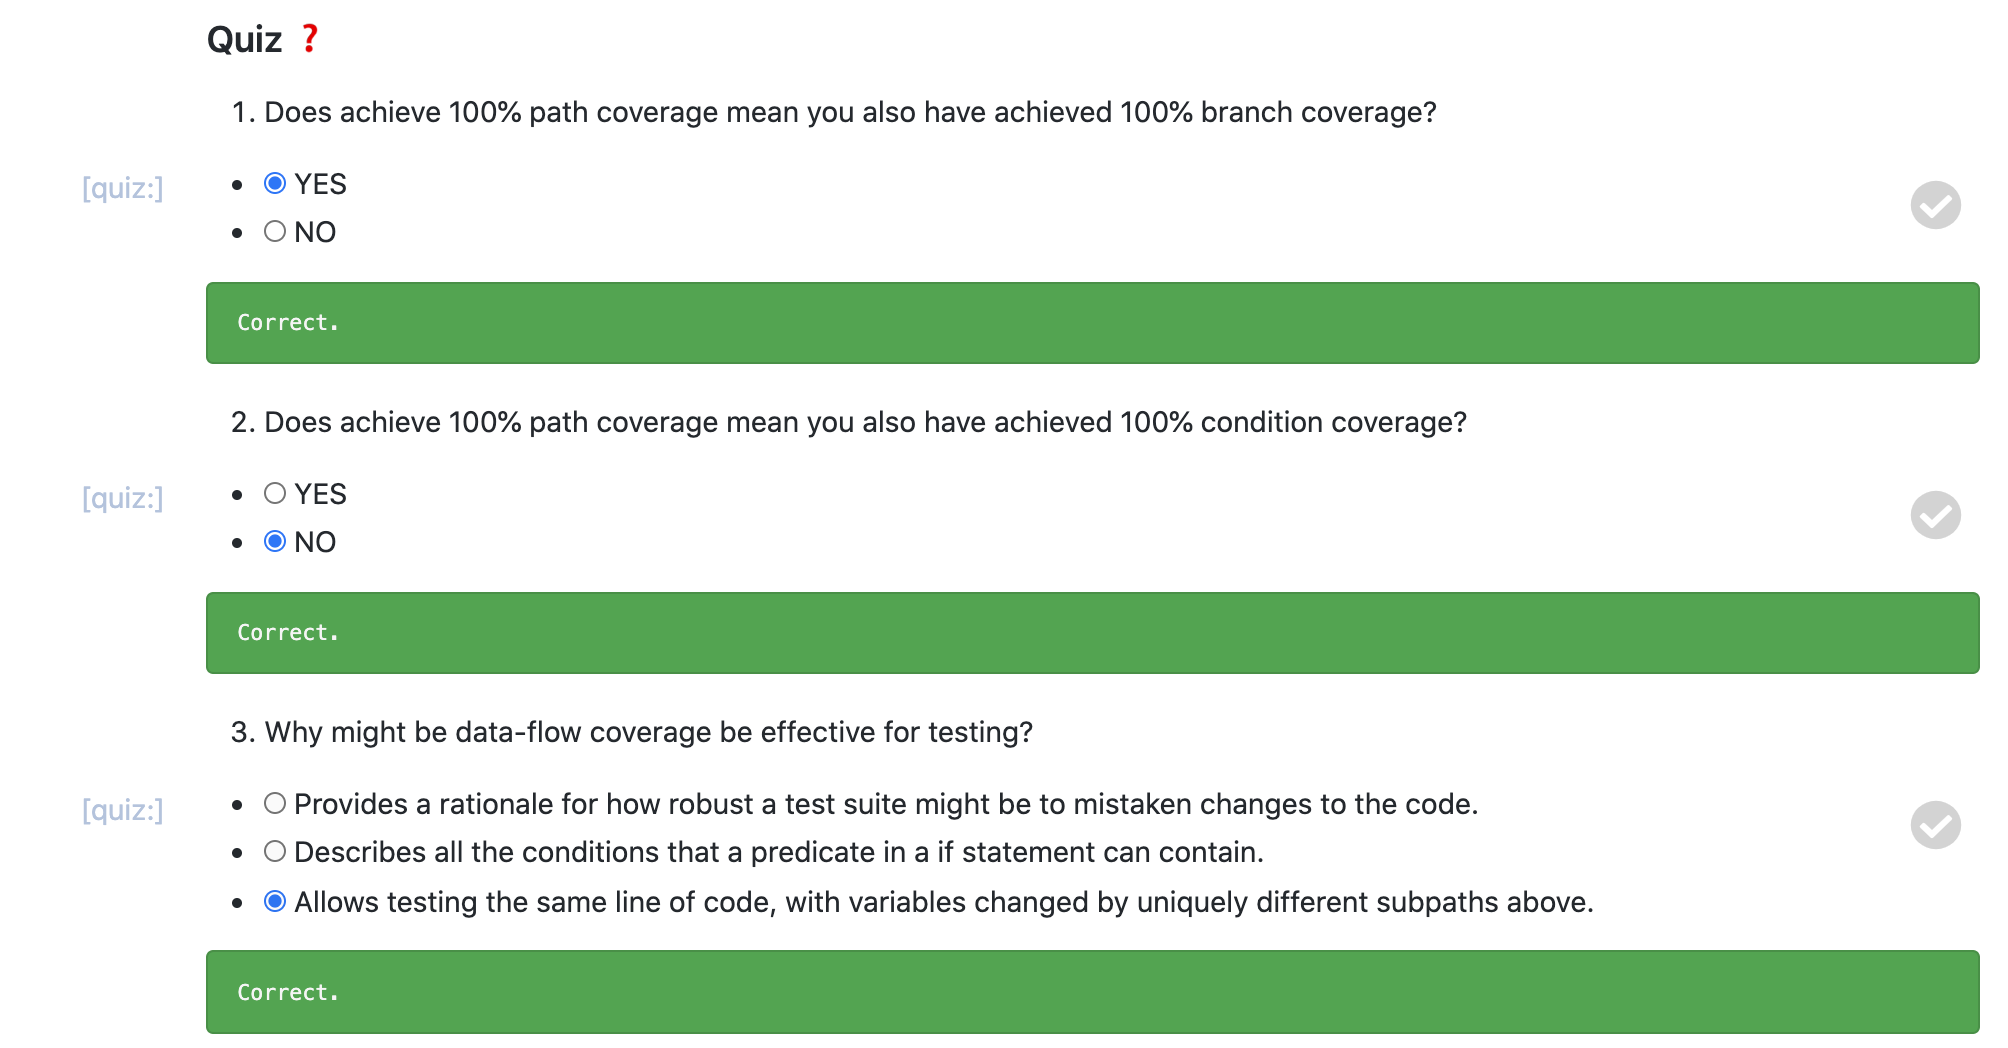 Quiz ❓
1. Does achieve 100% path coverage mean you also have achieved 100% branch coverage?
[quiz:]
• YES
• NO
Correct.
2. Does achieve 100% path coverage mean you also have achieved 100% condition coverage?
[quiz:]
• YES
• NO
Correct.
3. Why might be data-flow coverage be effective for testing?
[quiz:]
• Provides a rationale for how robust a test suite might be to mistaken changes to the code.
• Describes all the conditions that a predicate in a if statement can contain.
• Allows testing the same line of code, with variables changed by uniquely different subpaths above.
Correct.